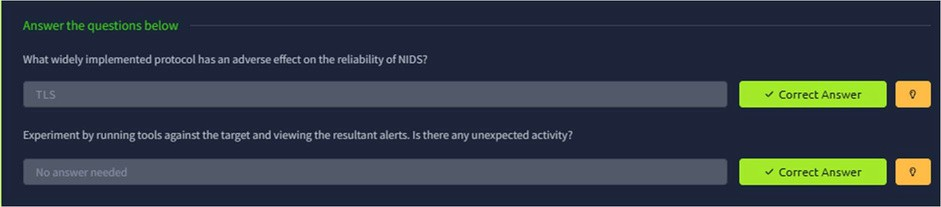 Answer the questions below
What widely implemented protocol has an adverse effect on the reliability of NIDS?
TLS
✓ Correct Answer
Experiment by running tools against the target and viewing the resultant alerts. Is there any unexpected activity?
No answer needed
✓ Correct Answer